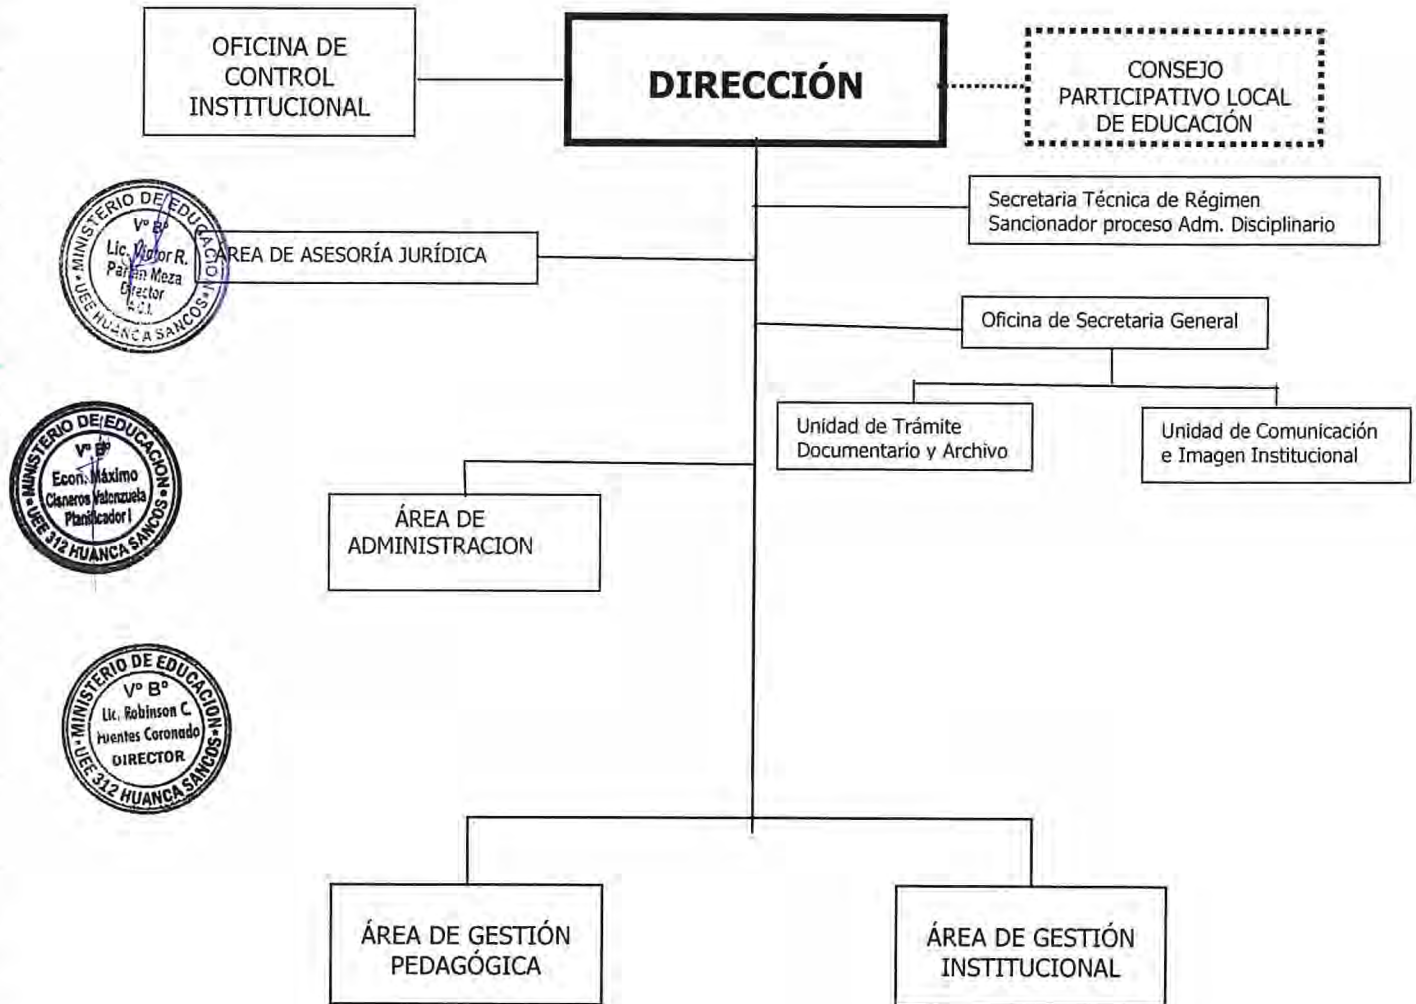 OFICINA DE
CONTROL
INSTITUCIONAL
DIRECCIÓN
CONSEJO
PARTICIPATIVO LOCAL
DE EDUCACIÓN
Secretaria Técnica de Régimen
Sancionador proceso Adm. Disciplinario
MINISTERIO DE EDUCACIÓN
Vº Bº
Lic. Victor R.
Meza
Director
UEE HUANCA SANCOS
ÁREA DE ASESORÍA JURÍDICA
Oficina de Secretaria General
Unidad de Trámite
Documentario y Archivo
Unidad de Comunicación
e Imagen Institucional
MINISTERIO DE EDUCACION
Vº Bº
Econ. Máximo
Cisneros Valenzuela
Planificador I
UEE 312 HUANCA SANCOS
ÁREA DE
ADMINISTRACION
MINISTERIO DE EDUCACION
Vº Bº
Lic. Robinson C.
Fuentes Coronado
DIRECTOR
UEE 312 HUANCA SANCOS
ÁREA DE GESTIÓN
PEDAGÓGICA
ÁREA DE GESTIÓN
INSTITUCIONAL